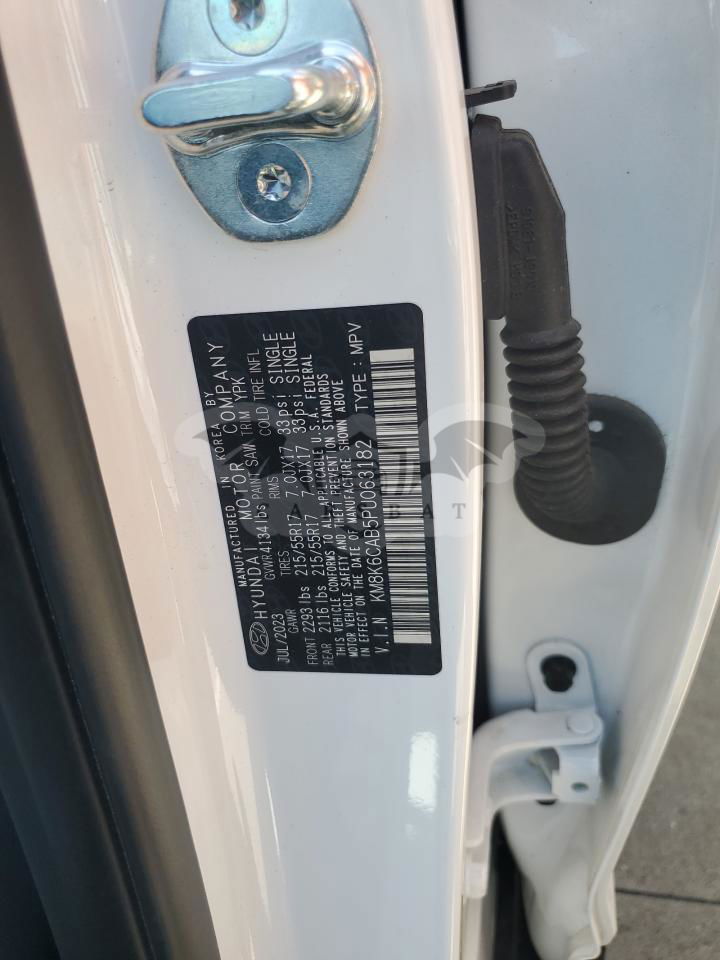 MANUFACTURED IN KOREA BY
HYUNDAI MOTOR COMPANY
JUL/2023 GVWR 4134 lbs PAINT SAW TRIM YPK
GAWR TIRES RIMS COLD TIRE INFL
FRONT 2293 lbs 215/55R17 7.0JX17 33psi SINGLE
REAR 2116 lbs 215/55R17 7.0JX17 33psi SINGLE
THIS VEHICLE CONFORMS TO ALL APPLICABLE U.S.A. FEDERAL
MOTOR VEHICLE SAFETY AND THEFT PREVENTION STANDARDS
IN EFFECT ON THE DATE OF MANUFACTURE SHOWN ABOVE
V.I.N KM8K6CAB5PU063182 TYPE : MPV